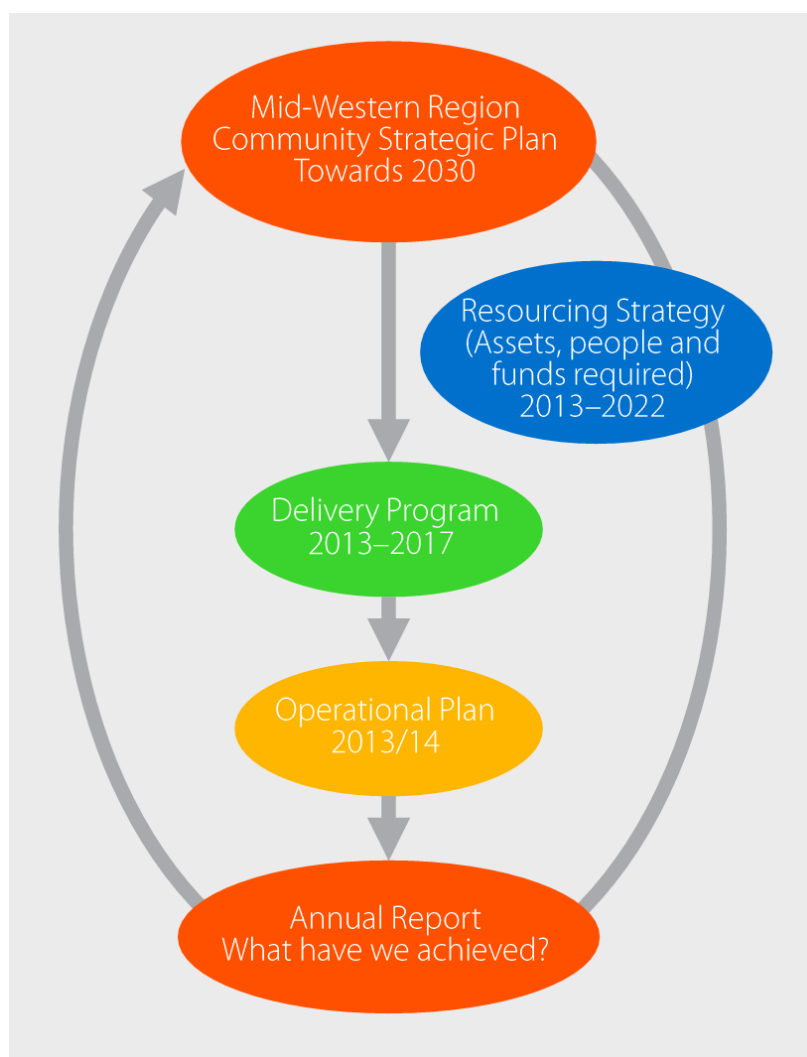 Mid-Western Region
Community Strategic Plan
Towards 2030
Resourcing Strategy
(Assets, people and
funds required)
2013–2022
Delivery Program
2013–2017
Operational Plan
2013/14
Annual Report
What have we achieved?